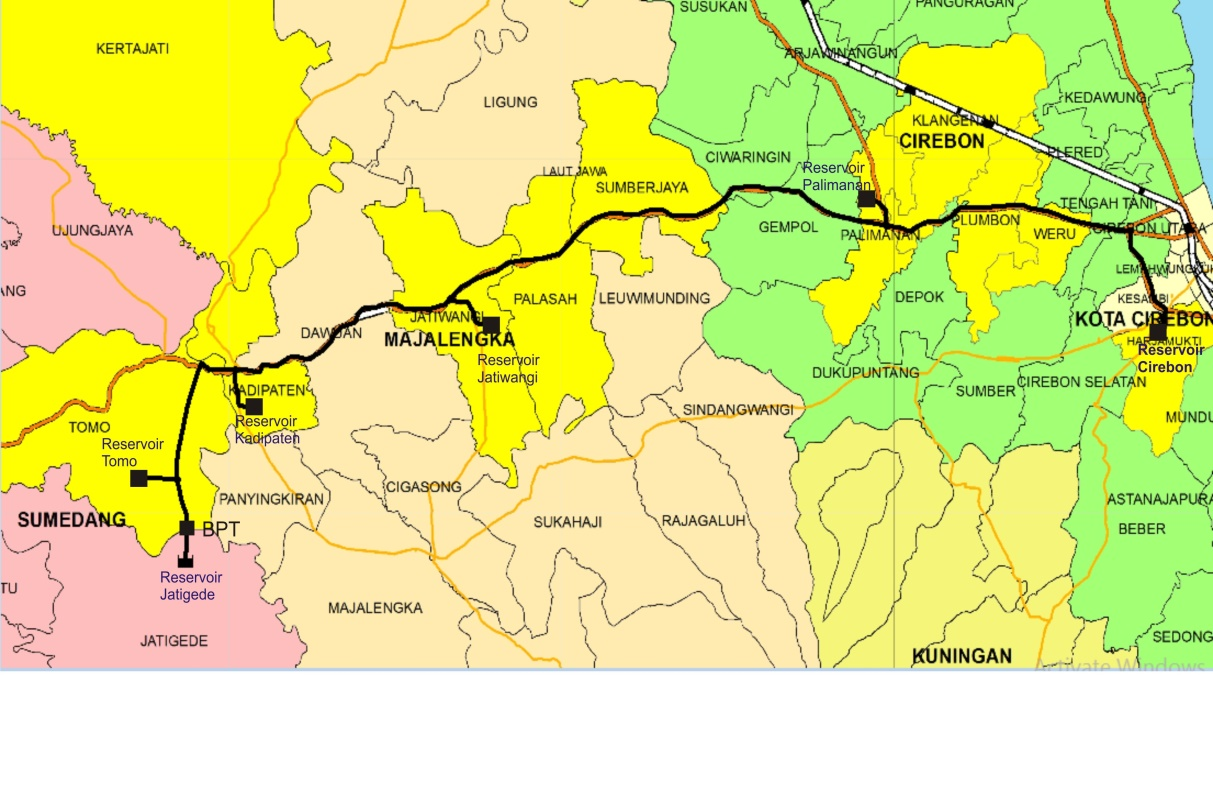 SUSUKAN
PANGURAGAN
KERTAJATI
ARJAWINANGUN
LIGUNG
KEDAWUNG
KLANGENAN
CIREBON
PLERED
CIWARINGIN
LAUT JAWA
SUMBERJAYA
Reservoir
Palimanan
TENGAH TANI
UJUNGJAYA
GEMPOL
PALIMANAN
PLUMBON
WERU
CIREBON UTARA
ANG
PALASAH
LEUWIMUNDING
DEPOK
KESAMBI
JATIWANGI
DAWUAN
MAJALENGKA
KOTA CIREBON
HARJAMUKTI
Reservoir
Cirebon
Reservoir
Jatiwangi
DUKUPUNTANG
SUMBER
CIREBON SELATAN
KADIPATEN
SINDANGWANGI
MUNDU
Reservoir
Kadipaten
TOMO
Reservoir
Tomo
CIGASONG
PANYINGKIRAN
ASTANAJAPURA
SUMEDANG
BPT
SUKAHAJI
RAJAGALUH
BEBER
Reservoir
Jatigede
TU
MAJALENGKA
JATIGEDE
SEDONG
KUNINGAN
Activate Windows